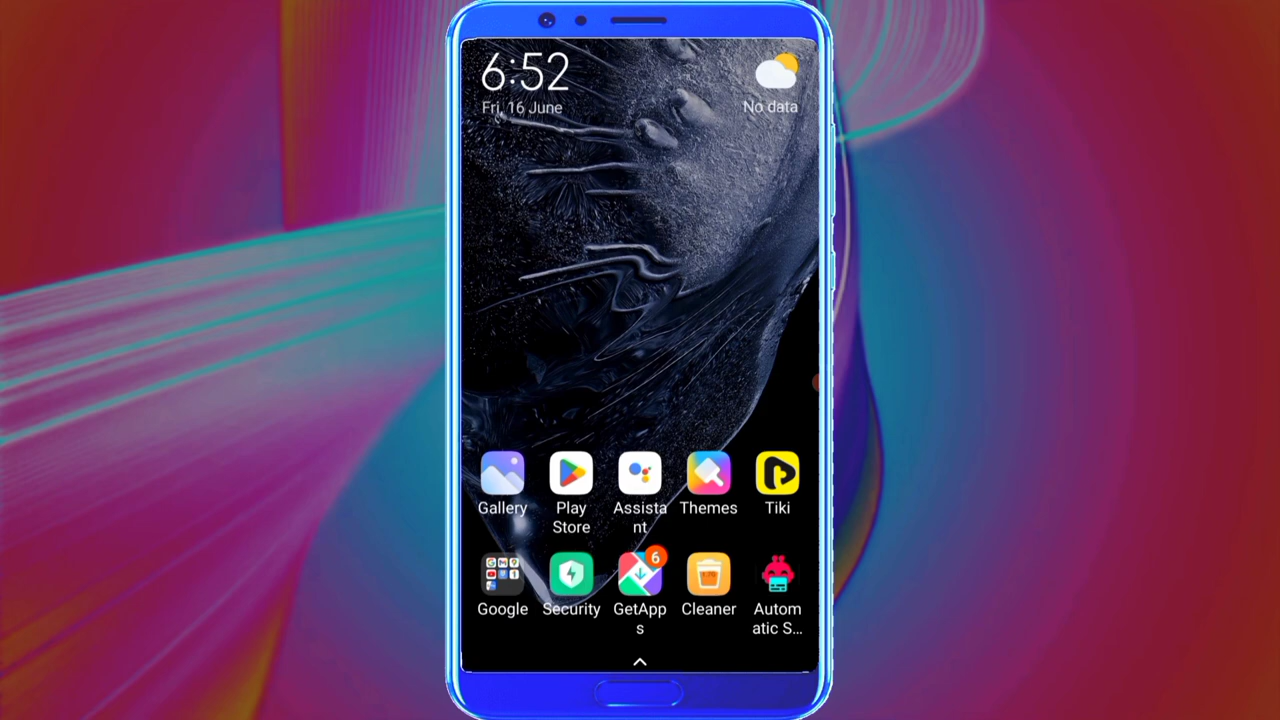 6:52
Fri, 16 June
No data
Gallery
Play
Store
Assista
nt
Themes
Tiki
6
Google
Security
GetApp
s
Cleaner
Autom
atic S...